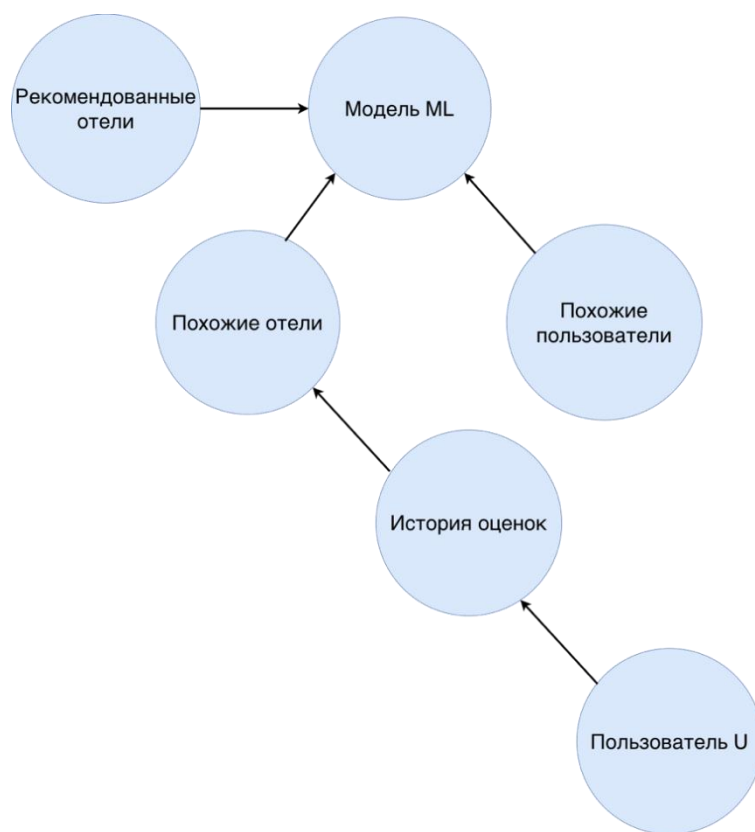 Рекомендованные
отели
Модель ML
Похожие отели
Похожие
пользователи
История оценок
Пользователь U